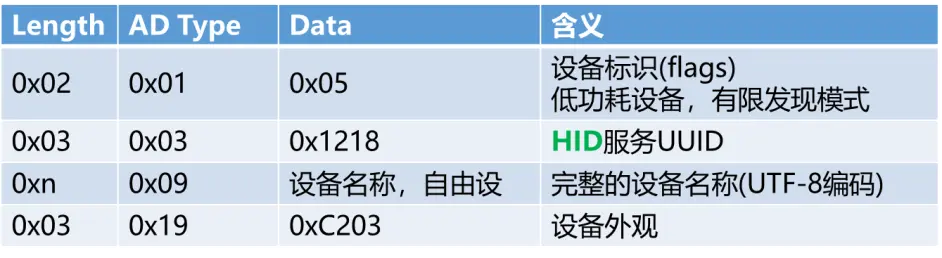 Length AD Type Data 含义
0x02 0x01 0x05 设备标识(flags)
低功耗设备，有限发现模式
0x03 0x03 0x1218 HID服务UUID
0xn 0x09 设备名称，自由设 完整的设备名称(UTF-8编码)
0x03 0x19 0xC203 设备外观